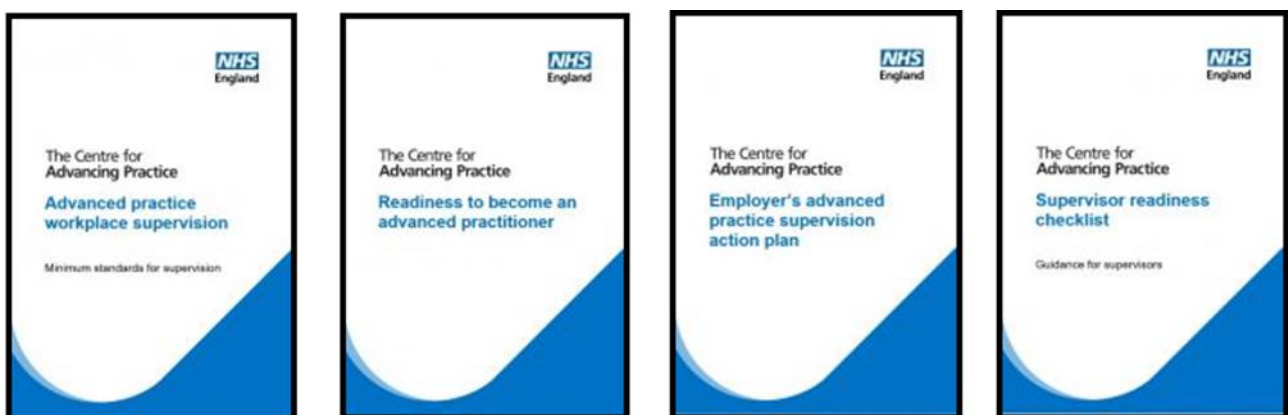 NHS
England
The Centre for
Advancing Practice
Advanced practice
workplace supervision
Minimum standards for supervision
NHS
England
The Centre for
Advancing Practice
Readiness to become an
advanced practitioner
NHS
England
The Centre for
Advancing Practice
Employer's advanced
practice supervision
action plan
NHS
England
The Centre for
Advancing Practice
Supervisor readiness
checklist
Guidance for supervisors